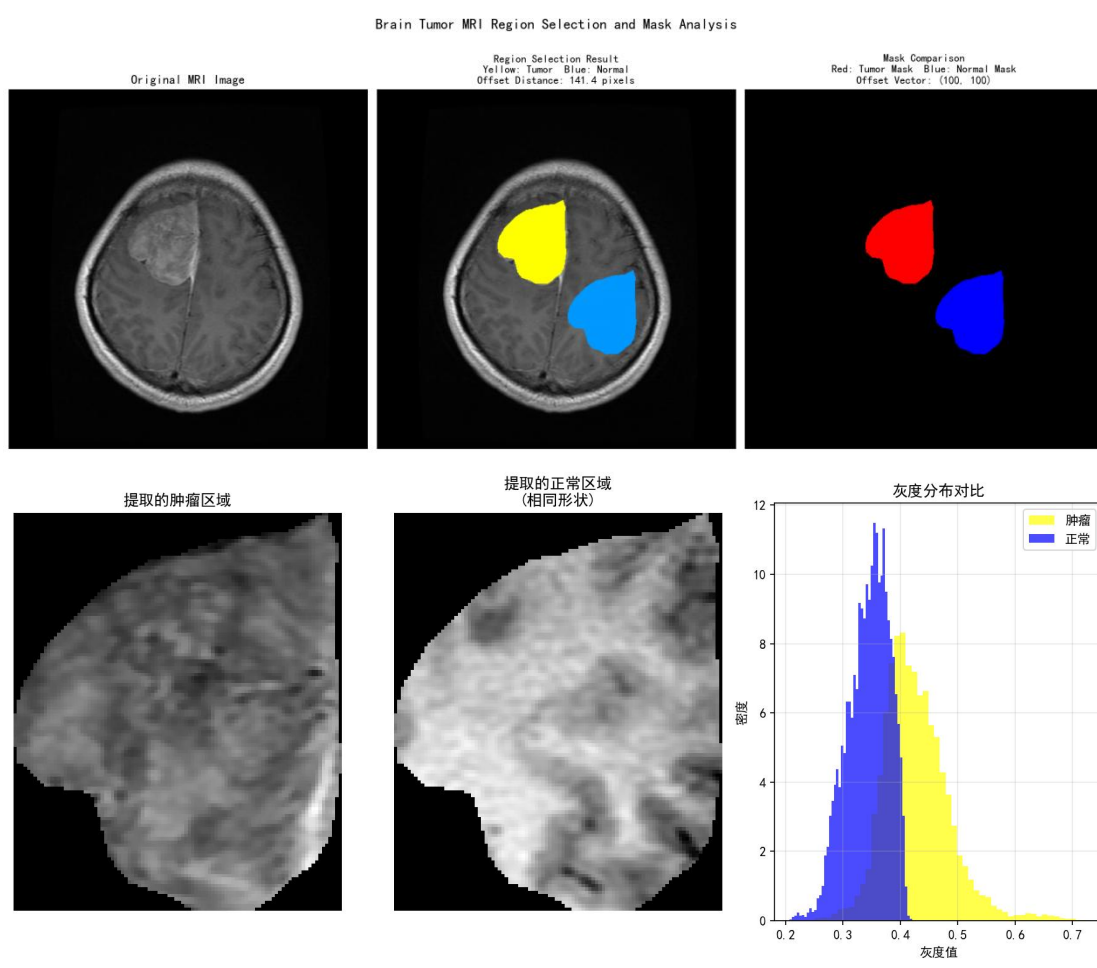 Brain Tumor MRI Region Selection and Mask Analysis
Original MRI Image
Region Selection Result
Yellow: Tumor  Blue: Normal
Offset Distance: 141.4 pixels
Mask Comparison
Red: Tumor Mask  Blue: Normal Mask
Offset Vector: (100, 100)
提取的肿瘤区域
提取的正常区域
(相同形状)
灰度分布对比
肿瘤
正常
密度
12
10
8
6
4
2
0
0.2 0.3 0.4 0.5 0.6 0.7
灰度值